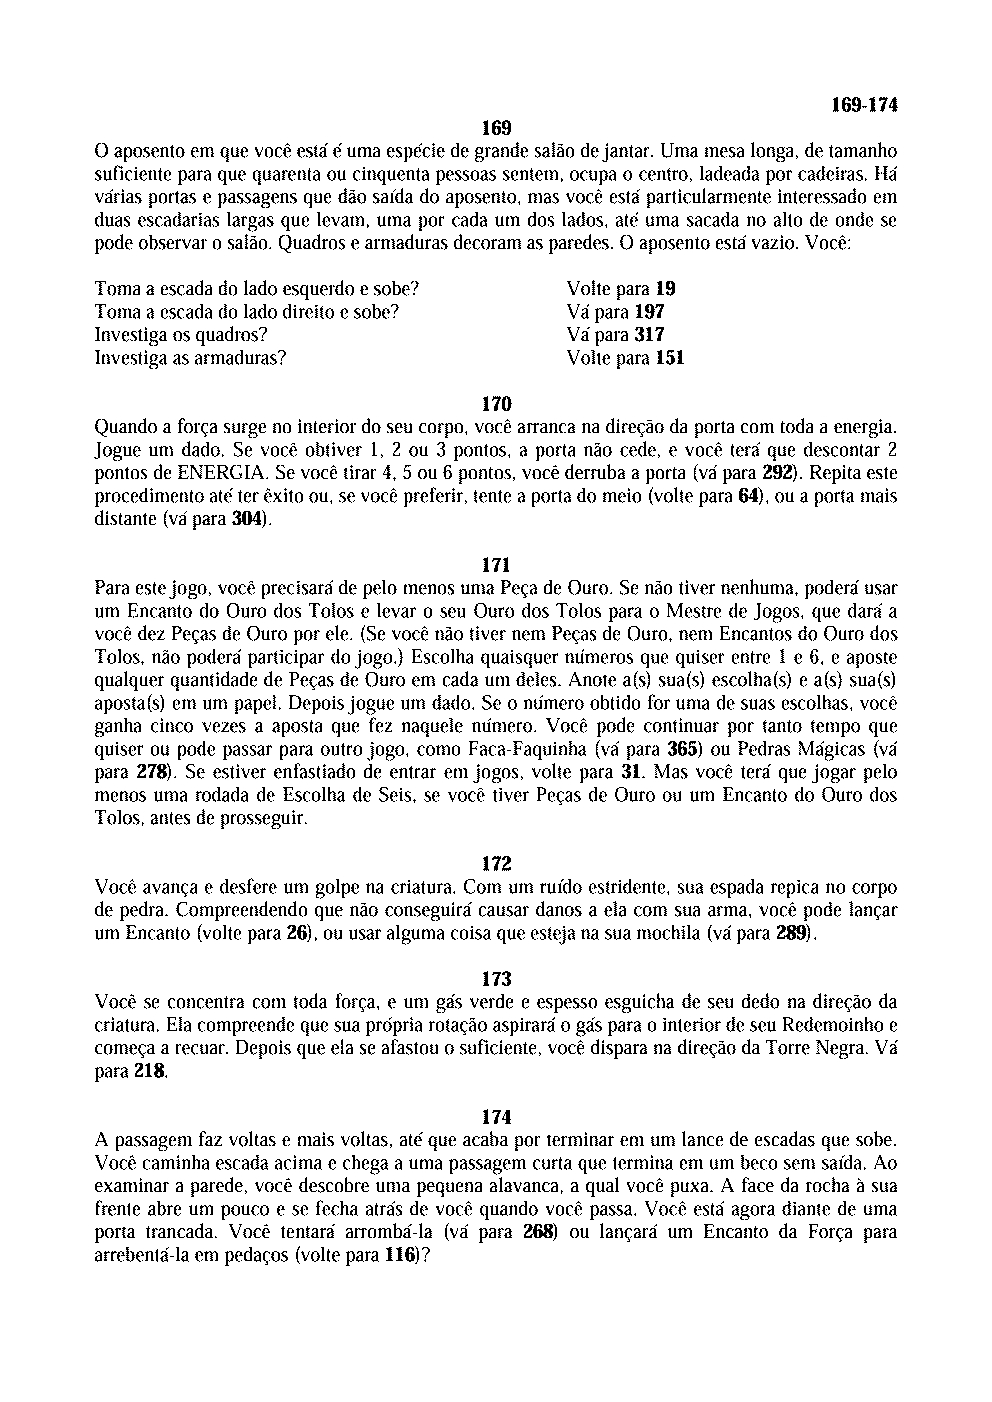 169-174
169
O aposento em que você está é uma espécie de grande salão de jantar. Uma mesa longa, de tamanho
suficiente para que quarenta ou cinquenta pessoas sentem, ocupa o centro, ladeada por cadeiras. Há
várias portas e passagens que dão saída do aposento, mas você está particularmente interessado em
duas escadarias largas que levam, uma por cada um dos lados, até uma sacada no alto de onde se
pode observar o salão. Quadros e armaduras decoram as paredes. O aposento está vazio. Você:
Toma a escada do lado esquerdo e sobe? Volte para 19
Toma a escada do lado direito e sobe? Vá para 197
Investiga os quadros? Vá para 317
Investiga as armaduras? Volte para 151
170
Quando a força surge no interior do seu corpo, você arranca na direção da porta com toda a energia.
Jogue um dado. Se você obtiver 1, 2 ou 3 pontos, a porta não cede, e você terá que descontar 2
pontos de ENERGIA. Se você tirar 4, 5 ou 6 pontos, você derruba a porta (vá para 292). Repita este
procedimento até ter êxito ou, se você preferir, tente a porta do meio (volte para 64), ou a porta mais
distante (vá para 304).
171
Para este jogo, você precisará de pelo menos uma Peça de Ouro. Se não tiver nenhuma, poderá usar
um Encanto do Ouro dos Tolos e levar o seu Ouro dos Tolos para o Mestre de Jogos, que dará a
você dez Peças de Ouro por ele. (Se você não tiver nem Peças de Ouro, nem Encantos do Ouro dos
Tolos, não poderá participar do jogo.) Escolha quaisquer números que quiser entre 1 e 6, e aposte
qualquer quantidade de Peças de Ouro em cada um deles. Anote a(s) sua(s) escolha(s) e a(s) sua(s)
aposta(s) em um papel. Depois jogue um dado. Se o número obtido for uma de suas escolhas, você
ganha cinco vezes a aposta que fez naquele número. Você pode continuar por tanto tempo que
quiser ou pode passar para outro jogo, como Faca-Faquinha (vá para 365) ou Pedras Mágicas (vá
para 278). Se estiver enfastiado de entrar em jogos, volte para 31. Mas você terá que jogar pelo
menos uma rodada de Escolha de Seis, se você tiver Peças de Ouro ou um Encanto do Ouro dos
Tolos, antes de prosseguir.
172
Você avança e desfere um golpe na criatura. Com um ruído estridente, sua espada repica no corpo
de pedra. Compreendendo que não conseguirá causar danos a ela com sua arma, você pode lançar
um Encanto (volte para 26), ou usar alguma coisa que esteja na sua mochila (vá para 289).
173
Você se concentra com toda força, e um gás verde e espesso esguicha de seu dedo na direção da
criatura. Ela compreende que sua própria rotação aspirará o gás para o interior de seu Redemoinho e
começa a recuar. Depois que ela se afastou o suficiente, você dispara na direção da Torre Negra. Vá
para 218.
174
A passagem faz voltas e mais voltas, até que acaba por terminar em um lance de escadas que sobe.
Você caminha escada acima e chega a uma passagem curta que termina em um beco sem saída. Ao
examinar a parede, você descobre uma pequena alavanca, a qual você puxa. A face da rocha à sua
frente abre um pouco e se fecha atrás de você quando você passa. Você está agora diante de uma
porta trancada. Você tentará arrombá-la (vá para 268) ou lançará um Encanto da Força para
arrebentá-la em pedaços (volte para 116)?